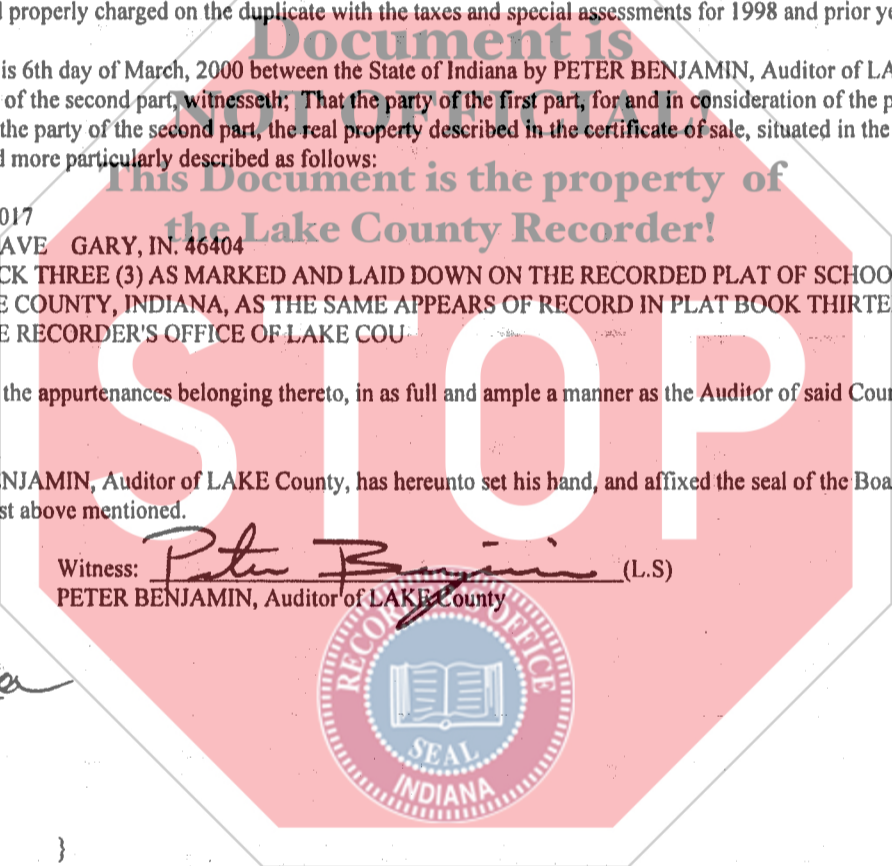 properly charged on the duplicate with the taxes and special assessments for 1998 and prior ye
Document is
is 6th day of March, 2000 between the State of Indiana by PETER BENJAMIN, Auditor of LA
of the second part, witnesseth; That the party of the first part, for and in consideration of the p
NOT OFFICIAL!
the party of the second part, the real property described in the certificate of sale, situated in the
d more particularly described as follows:
This Document is the property of
017
the Lake County Recorder!
AVE GARY, IN. 46404
CK THREE (3) AS MARKED AND LAID DOWN ON THE RECORDED PLAT OF SCHOO
E COUNTY, INDIANA, AS THE SAME APPEARS OF RECORD IN PLAT BOOK THIRTE
E RECORDER'S OFFICE OF LAKE COU
STOP
the appurtenances belonging thereto, in as full and ample a manner as the Auditor of said Coun
NJAMIN, Auditor of LAKE County, has hereunto set his hand, and affixed the seal of the Boa
st above mentioned.
Witness: Peter Benjamin (L.S)
PETER BENJAMIN, Auditor of LAKE County
RECORDER'S OFFICE
SEAL
INDIANA
}